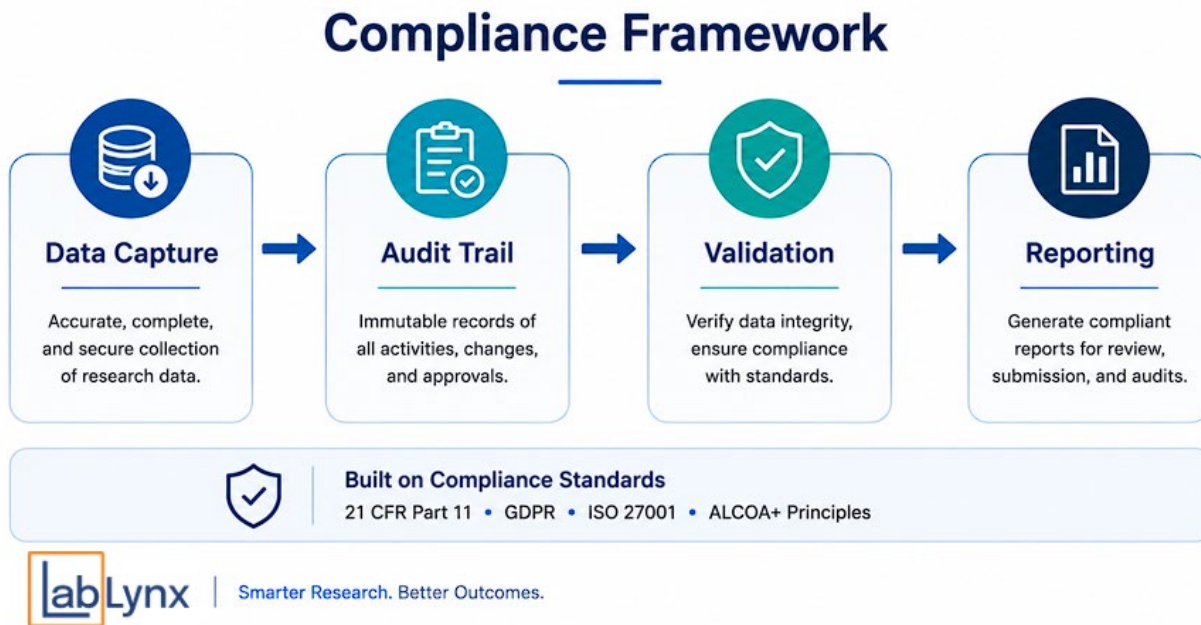 Compliance Framework
Data Capture
Accurate, complete,
and secure collection
of research data.
Audit Trail
Immutable records of
all activities, changes,
and approvals.
Validation
Verify data integrity,
ensure compliance
with standards.
Reporting
Generate compliant
reports for review,
submission, and audits.
Built on Compliance Standards
21 CFR Part 11 • GDPR • ISO 27001 • ALCOA+ Principles
LabLynx
Smarter Research. Better Outcomes.